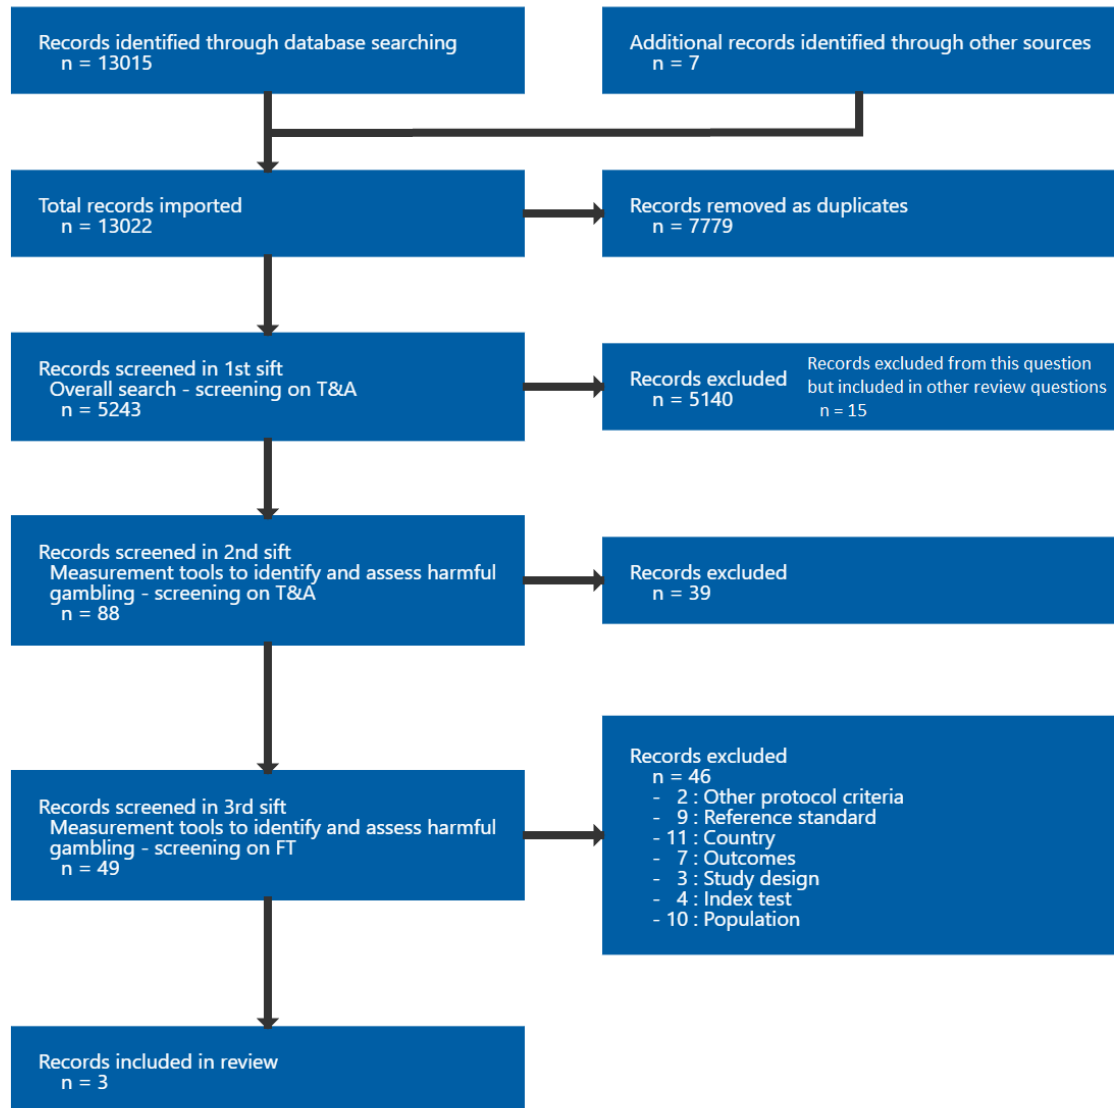 Records identified through database searching
n = 13015
Additional records identified through other sources
n = 7
Total records imported
n = 13022
Records removed as duplicates
n = 7779
Records screened in 1st sift
Overall search - screening on T&A
n = 5243
Records excluded
n = 5140
Records excluded from this question
but included in other review questions
n = 15
Records screened in 2nd sift
Measurement tools to identify and assess harmful
gambling - screening on T&A
n = 88
Records excluded
n = 39
Records screened in 3rd sift
Measurement tools to identify and assess harmful
gambling - screening on FT
n = 49
Records excluded
n = 46
- 2 : Other protocol criteria
- 9 : Reference standard
- 11 : Country
- 7 : Outcomes
- 3 : Study design
- 4 : Index test
- 10 : Population
Records included in review
n = 3